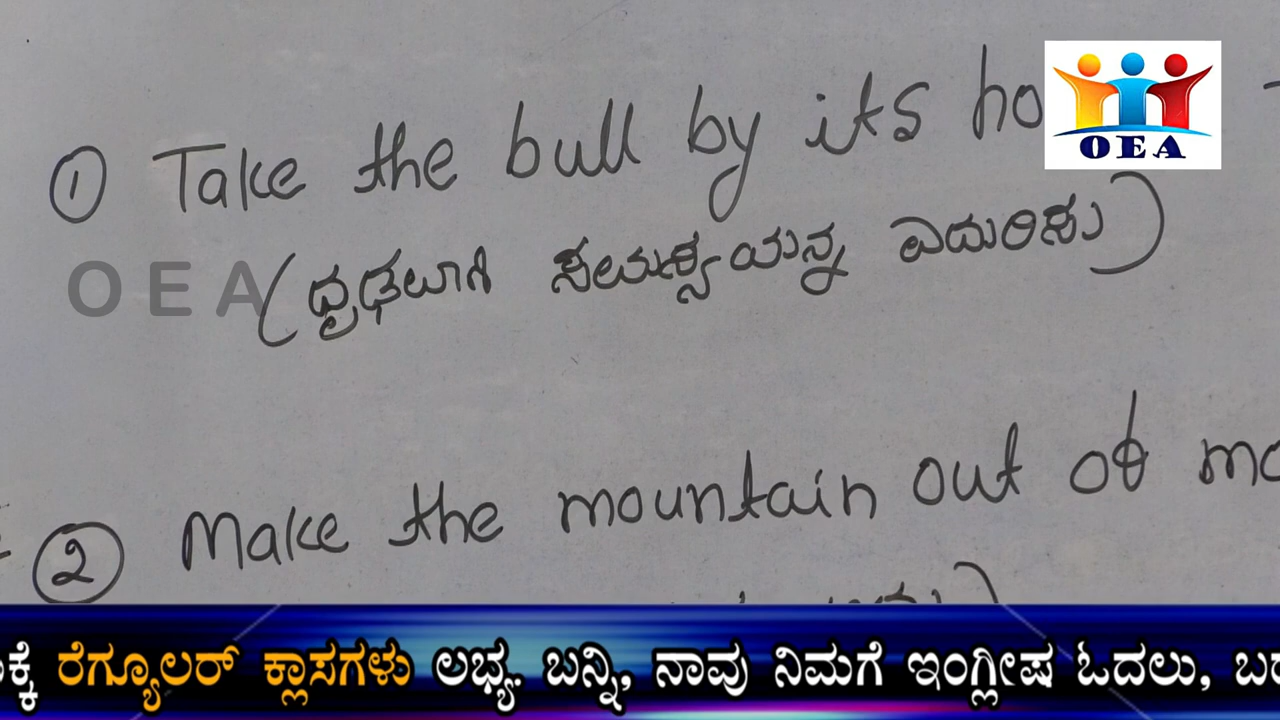 ① Take the bull by its ho
OEA
OEA (ಧೃಢವಾಗಿ ಸಮಸ್ಯೆಯನ್ನ ಎದುರಿಸು)
② Make the mountain out of mo
ಕ್ಕೆ ರೆಗ್ಯೂಲರ್ ಕ್ಲಾಸಗಳು ಲಭ್ಯ. ಬನ್ನಿ, ನಾವು ನಿಮಗೆ ಇಂಗ್ಲೀಷ ಓದಲು, ಬರ